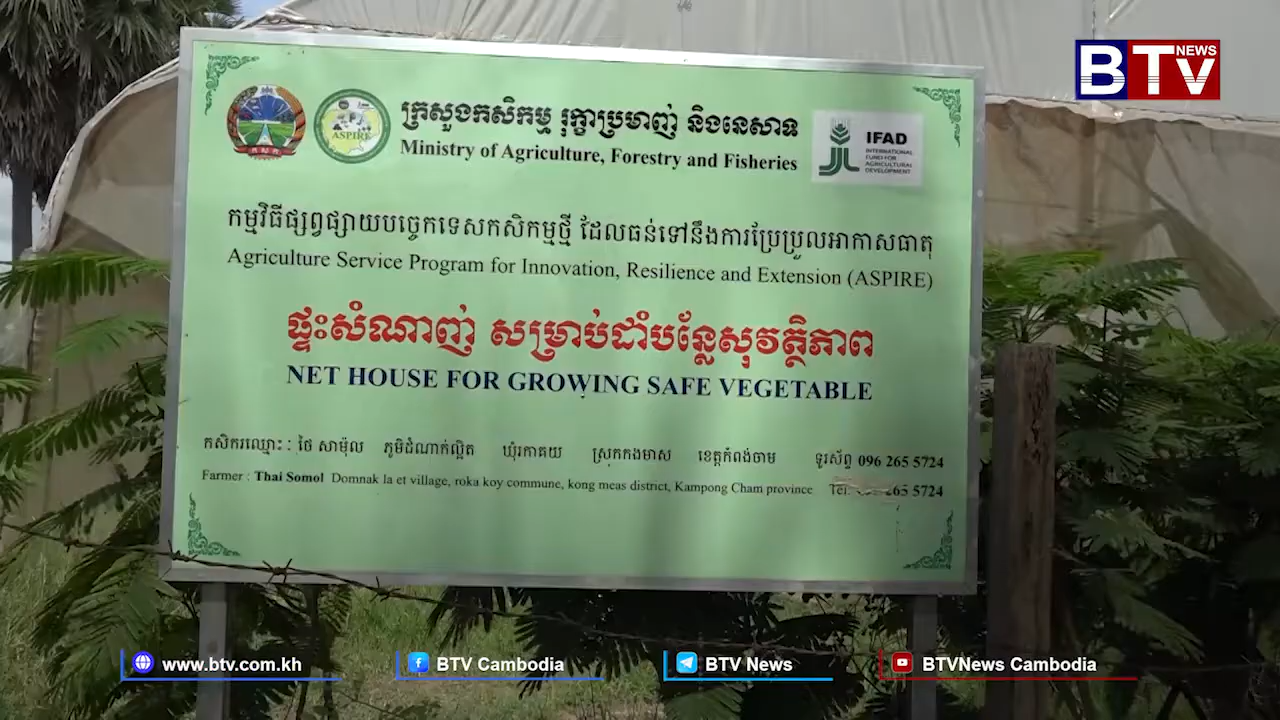 BTV NEWS
ក្រសួងកសិកម្ម រុក្ខាប្រមាញ់ និងនេសាទ
Ministry of Agriculture, Forestry and Fisheries
ASPIRE
កសក
IFAD
INTERNATIONAL
FUND FOR
AGRICULTURAL
DEVELOPMENT
កម្មវិធីផ្សព្វផ្សាយបច្ចេកទេសកសិកម្មថ្មី ដែលធន់ទៅនឹងការប្រែប្រួលអាកាសធាតុ
Agriculture Service Program for Innovation, Resilience and Extension (ASPIRE)
ផ្ទះសំណាញ់ សម្រាប់ដាំបន្លែសុវត្ថិភាព
NET HOUSE FOR GROWING SAFE VEGETABLE
កសិករឈ្មោះ : ថៃ សាម៉ុល ភូមិដំណាក់ល្អិត ឃុំរកាគយ ស្រុកកងមាស ខេត្តកំពង់ចាម ទូរស័ព្ទ 096 265 5724
Farmer : Thai Somol Domnak la et village, roka koy commune, kong meas district, Kampong Cham province Tel: 265 5724
www.btv.com.kh
BTV Cambodia
BTV News
BTVNews Cambodia